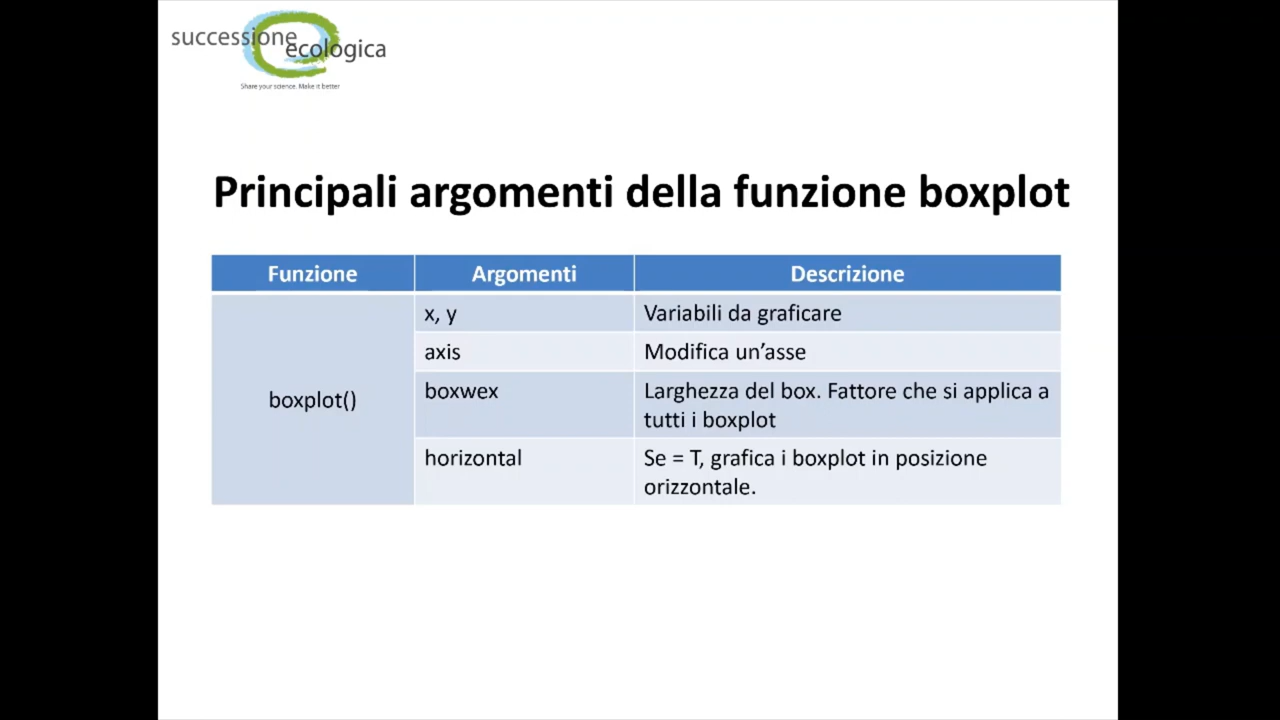 successione
ecologica
Share your science. Make it better
Principali argomenti della funzione boxplot
Funzione Argomenti Descrizione
boxplot()
x, y Variabili da graficare
axis Modifica un’asse
boxwex Larghezza del box. Fattore che si applica a
tutti i boxplot
horizontal Se = T, grafica i boxplot in posizione
orizzontale.